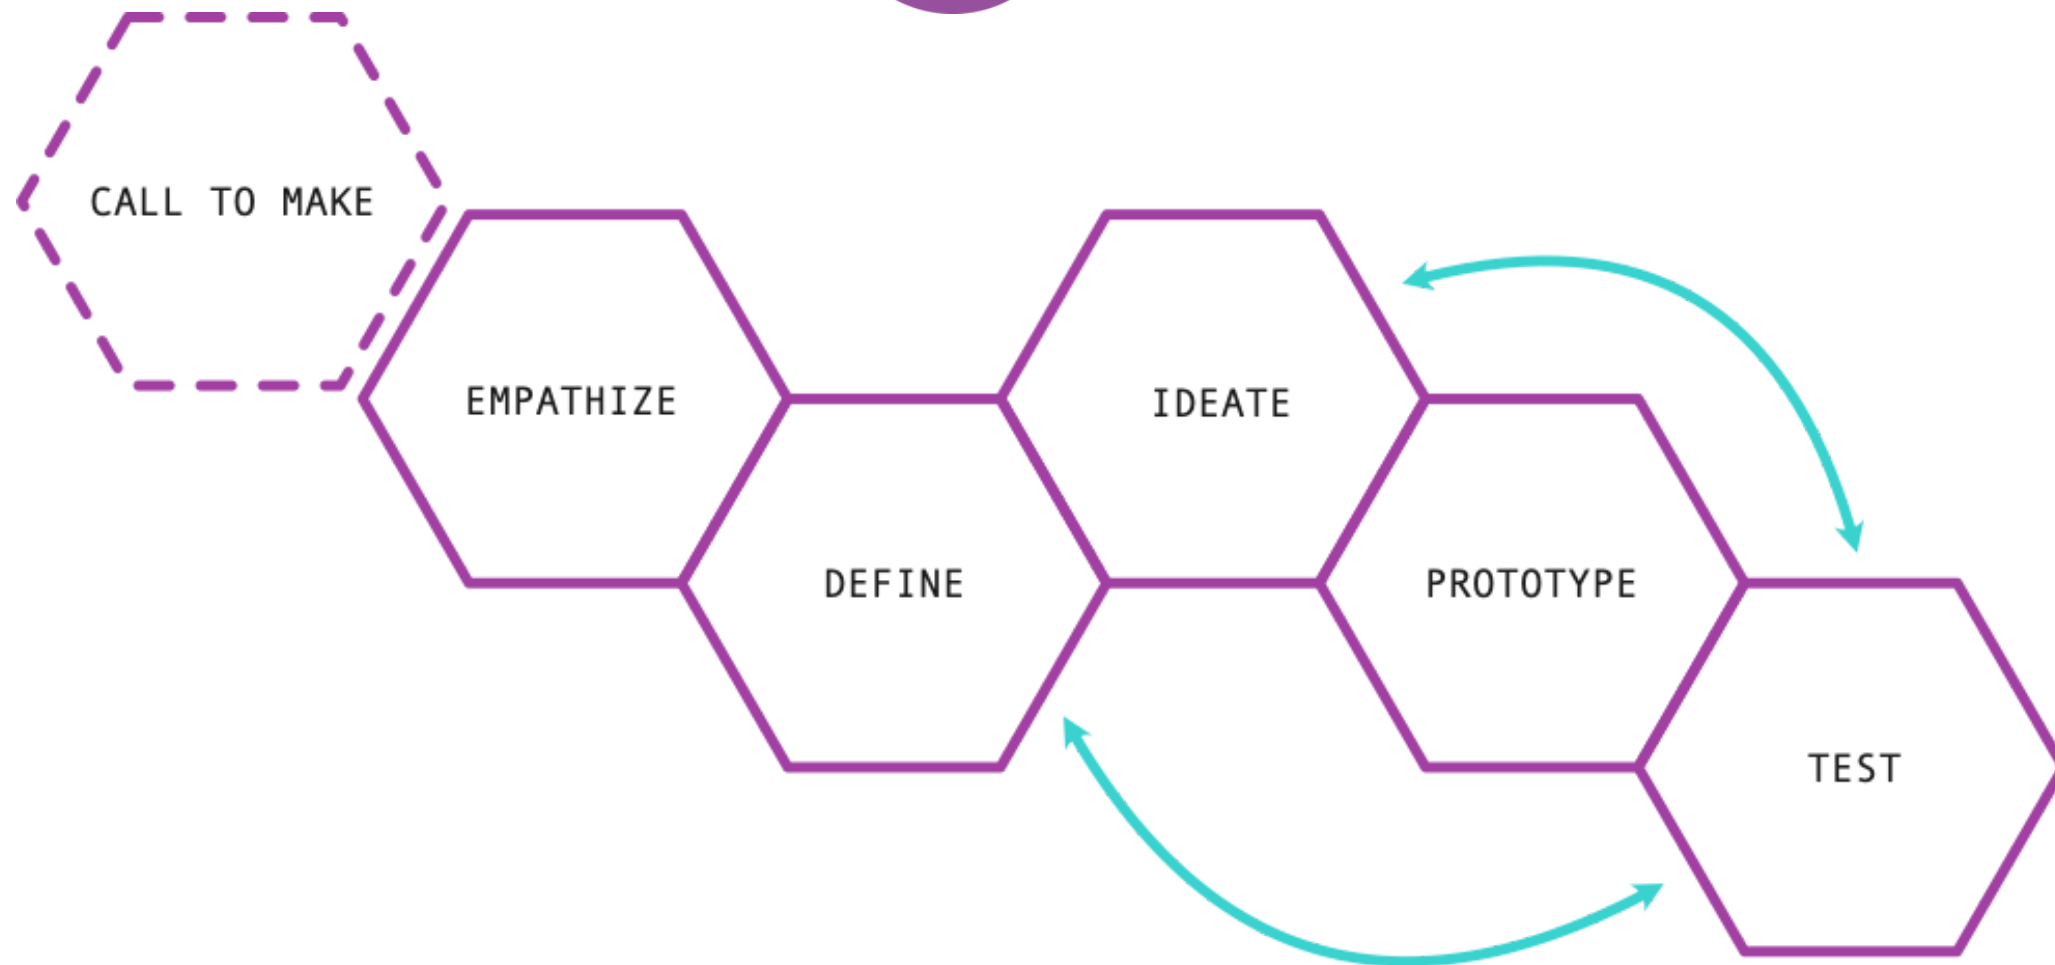 CALL TO MAKE
EMPATHIZE
IDEATE
DEFINE
PROTOTYPE
TEST